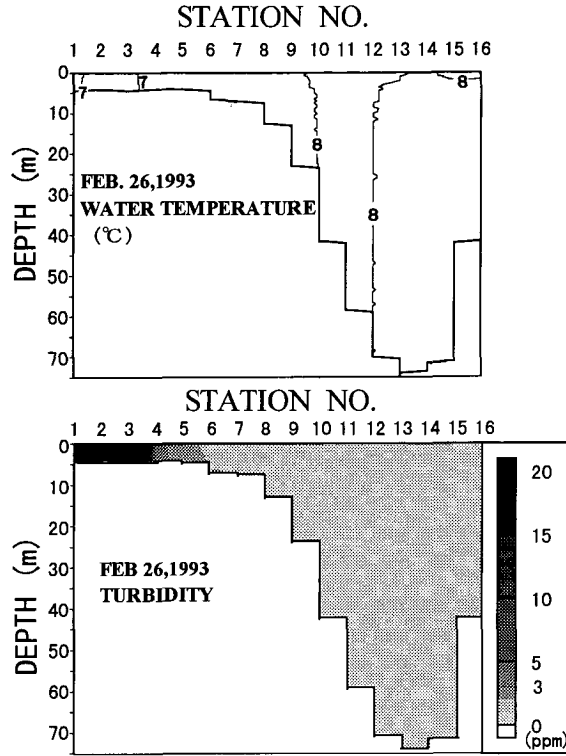 STATION NO.
1 2 3 4 5 6 7 8 9 10 11 12 13 14 15 16
0
10
20
30
40
50
60
70
DEPTH (m)
7
7
8
8
8
FEB. 26,1993
WATER TEMPERATURE
(℃)
STATION NO.
1 2 3 4 5 6 7 8 9 10 11 12 13 14 15 16
0
10
20
30
40
50
60
70
DEPTH (m)
FEB 26,1993
TURBIDITY
20
15
10
5
3
0
(ppm)